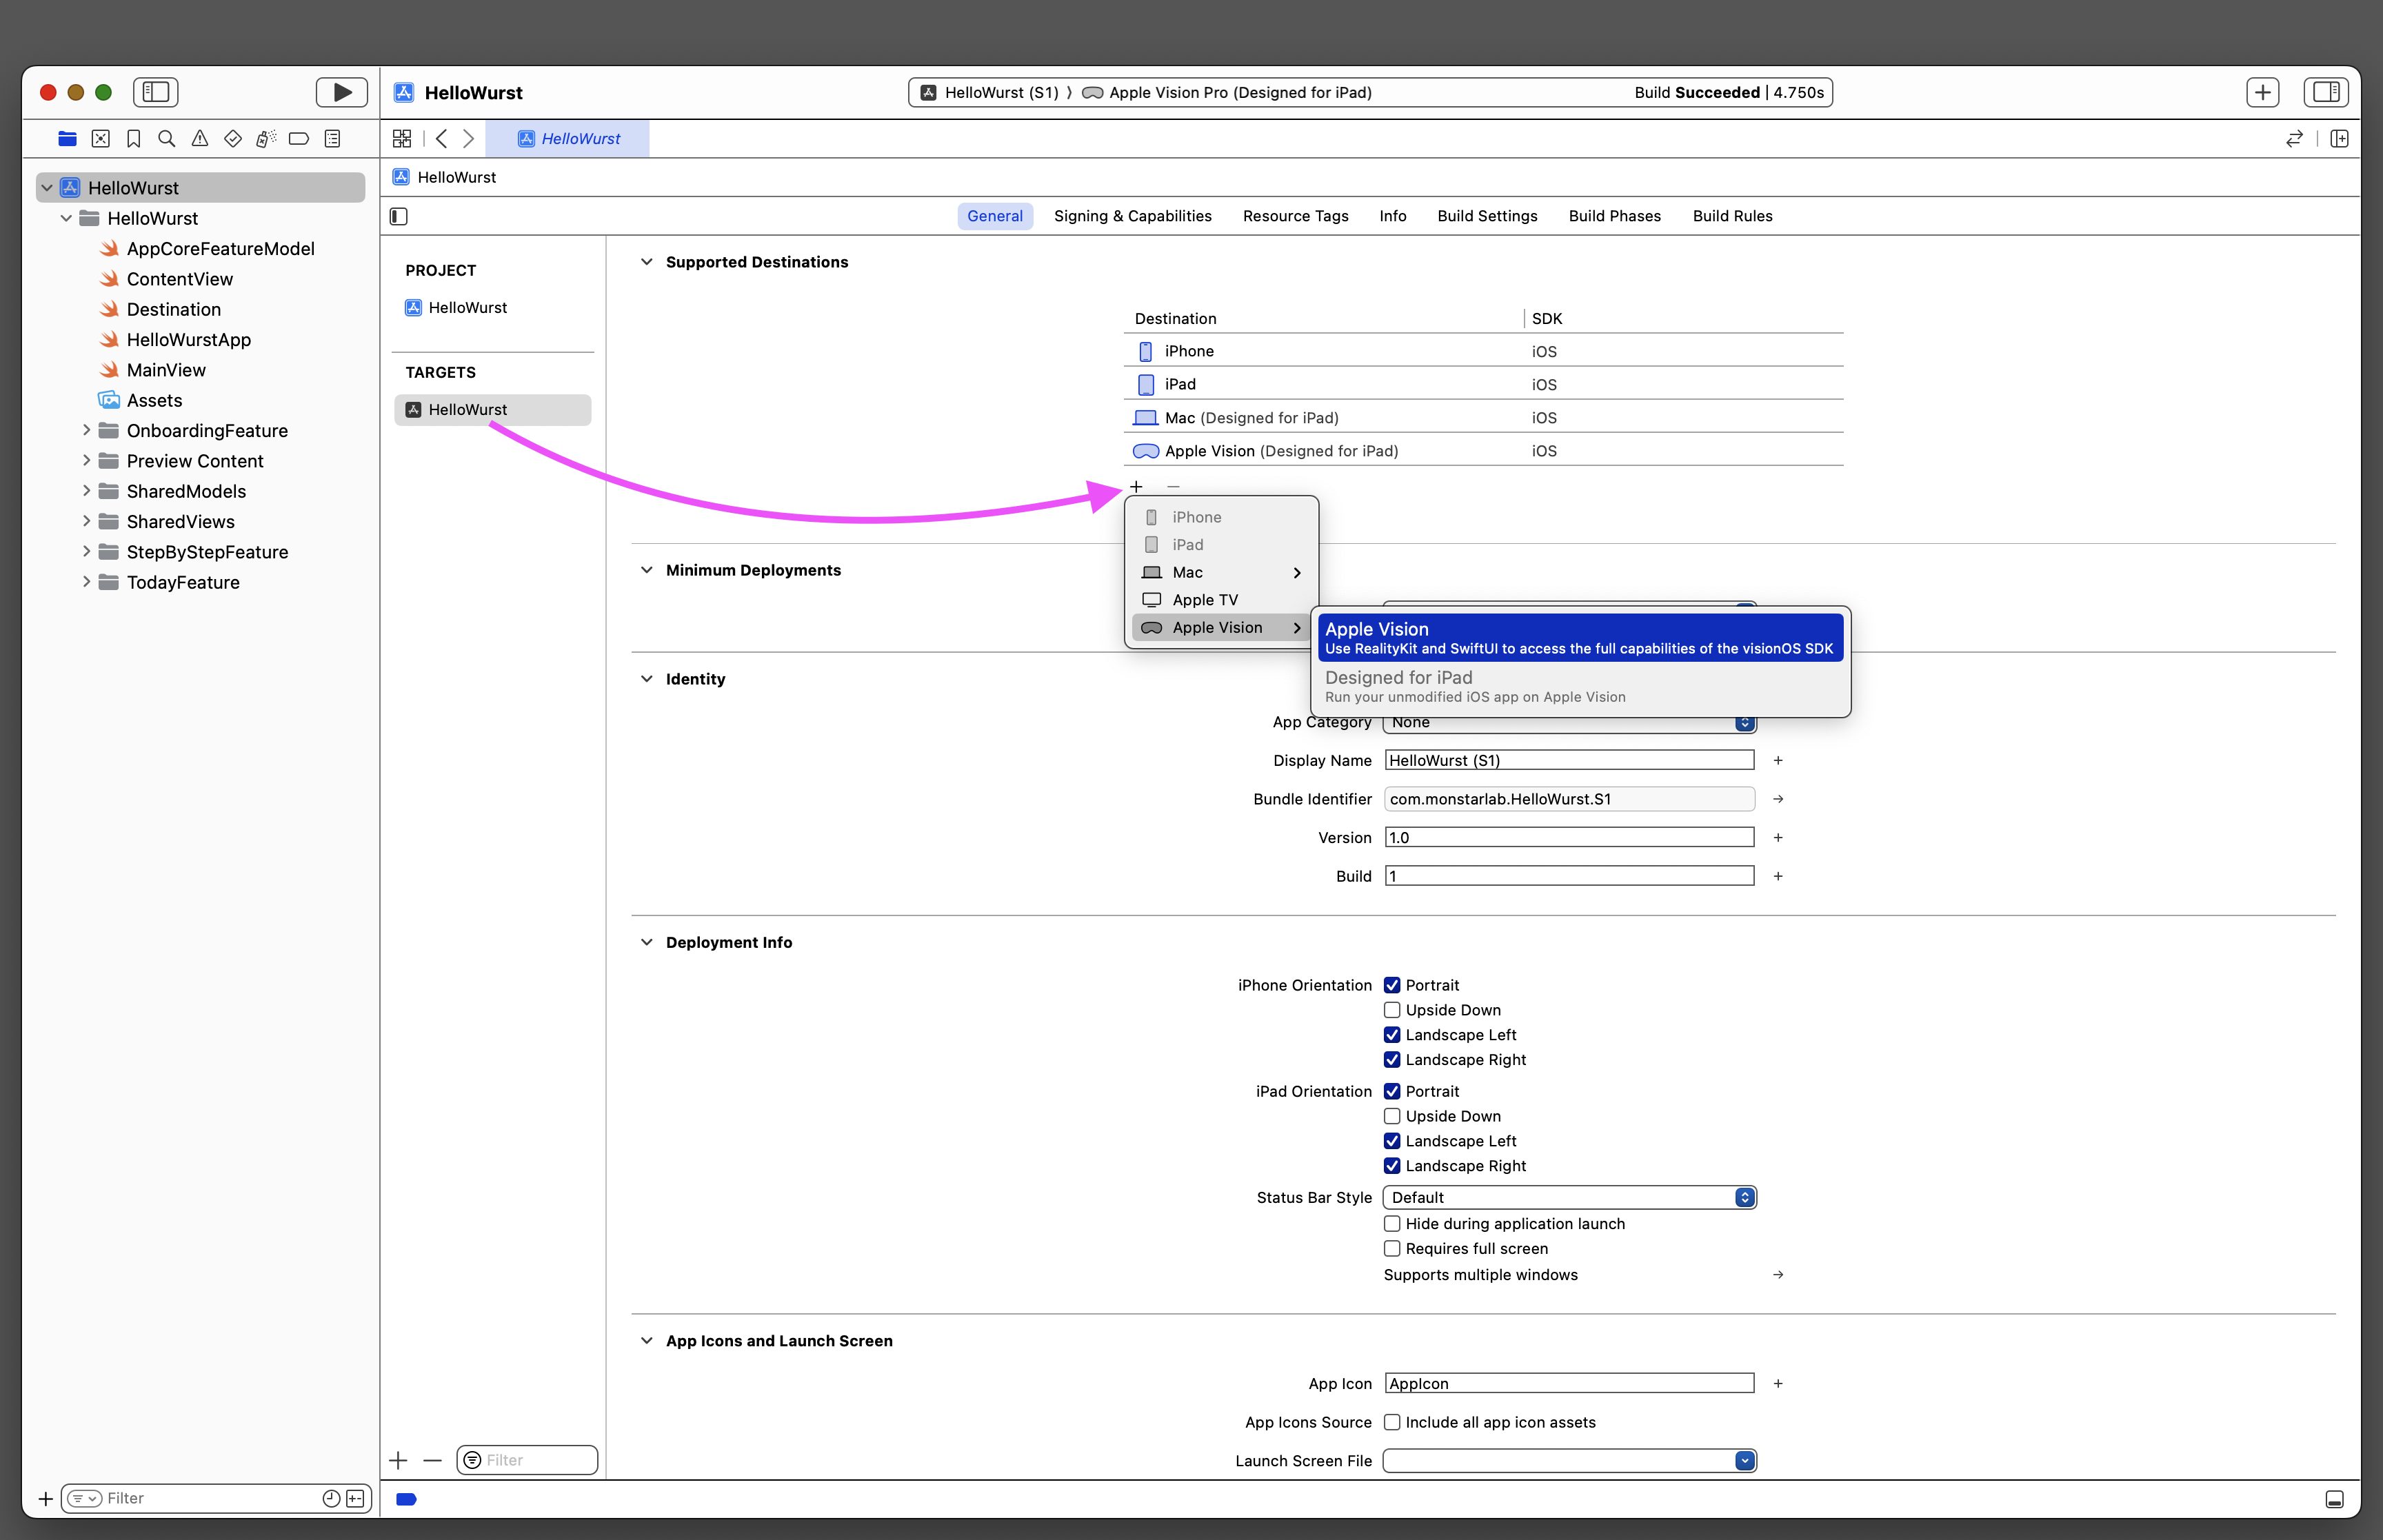 HelloWurst
HelloWurst (S1) 〉 Apple Vision Pro (Designed for iPad)
Build Succeeded | 4.750s
HelloWurst
HelloWurst
HelloWurst
HelloWurst
AppCoreFeatureModel
ContentView
Destination
HelloWurstApp
MainView
Assets
OnboardingFeature
Preview Content
SharedModels
SharedViews
StepByStepFeature
TodayFeature
Filter
General
Signing & Capabilities
Resource Tags
Info
Build Settings
Build Phases
Build Rules
PROJECT
HelloWurst
TARGETS
HelloWurst
Filter
Supported Destinations
Destination
SDK
iPhone
iOS
iPad
iOS
Mac (Designed for iPad)
iOS
Apple Vision (Designed for iPad)
iOS
iPhone
iPad
Mac
Apple TV
Apple Vision
Apple Vision
Use RealityKit and SwiftUI to access the full capabilities of the visionOS SDK
Designed for iPad
Run your unmodified iOS app on Apple Vision
Minimum Deployments
Identity
App Category
None
Display Name
HelloWurst (S1)
Bundle Identifier
com.monstarlab.HelloWurst.S1
Version
1.0
Build
1
Deployment Info
iPhone Orientation
Portrait
Upside Down
Landscape Left
Landscape Right
iPad Orientation
Portrait
Upside Down
Landscape Left
Landscape Right
Status Bar Style
Default
Hide during application launch
Requires full screen
Supports multiple windows
App Icons and Launch Screen
App Icon
AppIcon
App Icons Source
Include all app icon assets
Launch Screen File